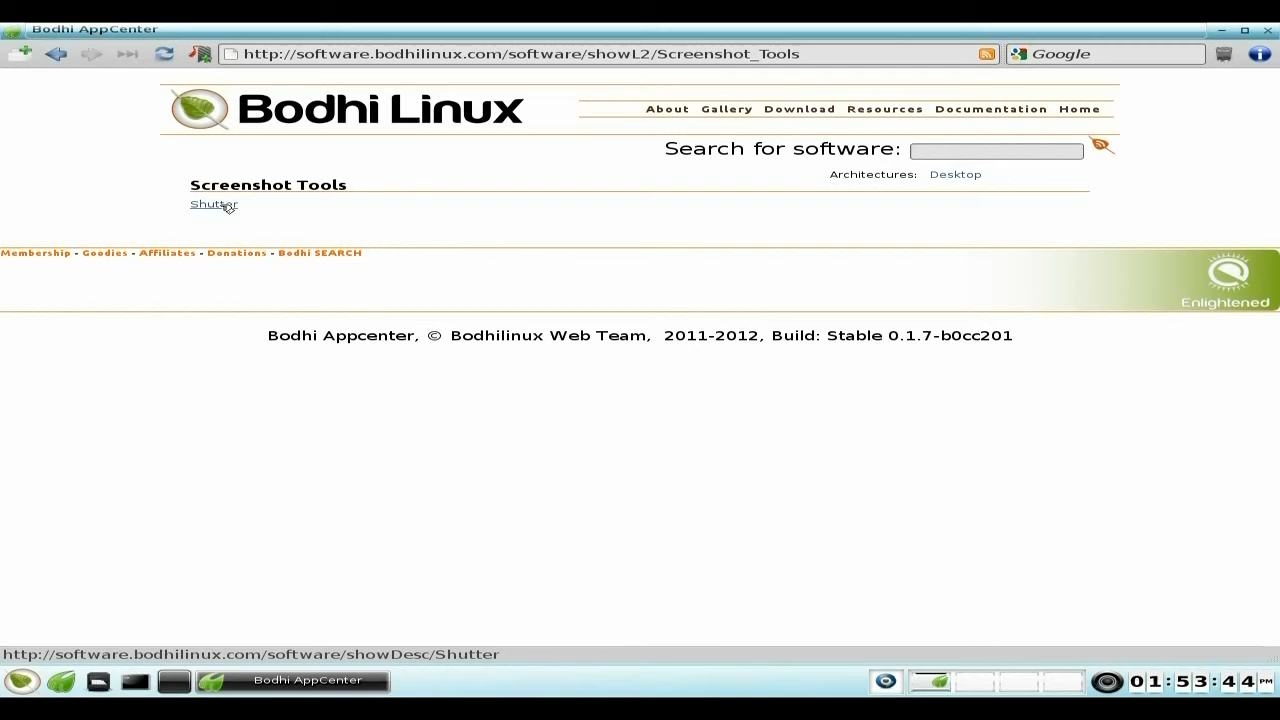 Bodhi AppCenter
http://software.bodhilinux.com/software/showL2/Screenshot_Tools
Google
Bodhi Linux
About Gallery Download Resources Documentation Home
Search for software:
Architectures: Desktop
Screenshot Tools
Shutter
Membership - Goodies - Affiliates - Donations - Bodhi SEARCH
Enlightened
Bodhi Appcenter, © Bodhilinux Web Team, 2011-2012, Build: Stable 0.1.7-b0cc201
http://software.bodhilinux.com/software/showDesc/Shutter
Bodhi AppCenter
01:53:44 PM